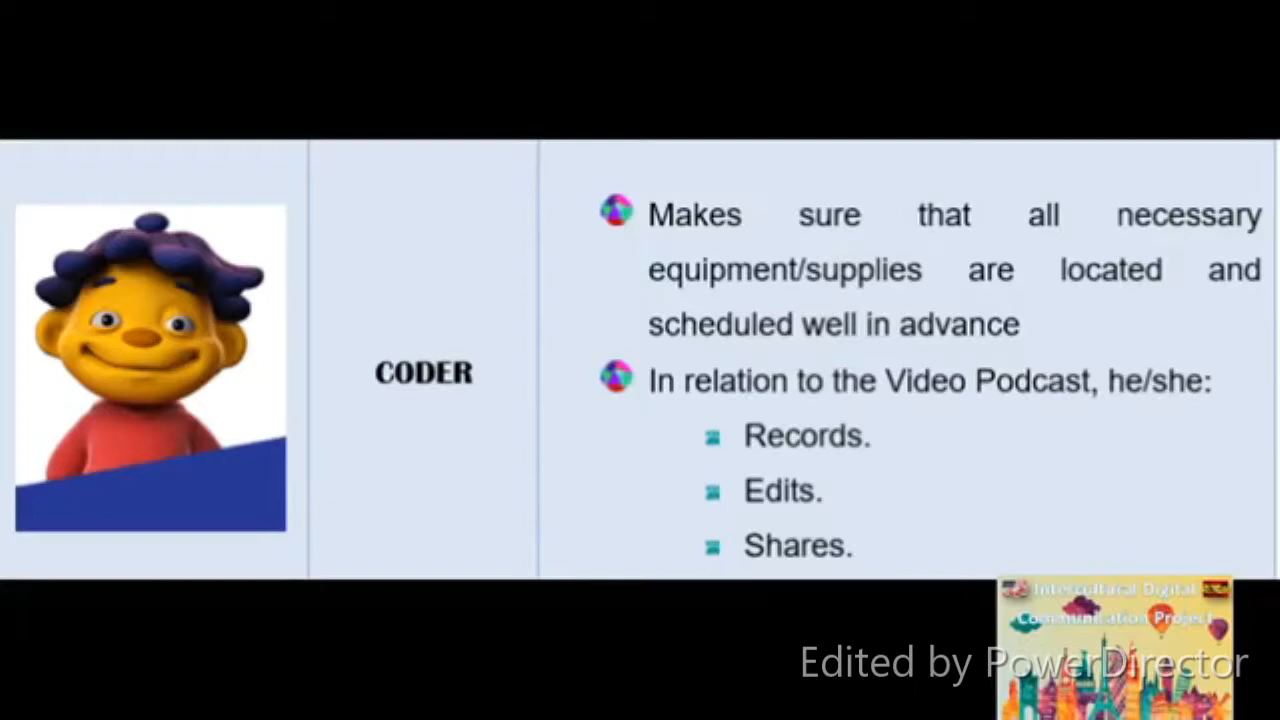 CODER
Makes sure that all necessary
equipment/supplies are located and
scheduled well in advance
In relation to the Video Podcast, he/she:
Records.
Edits.
Shares.
Intercultural Digital
Communication Project
Edited by PowerDirector